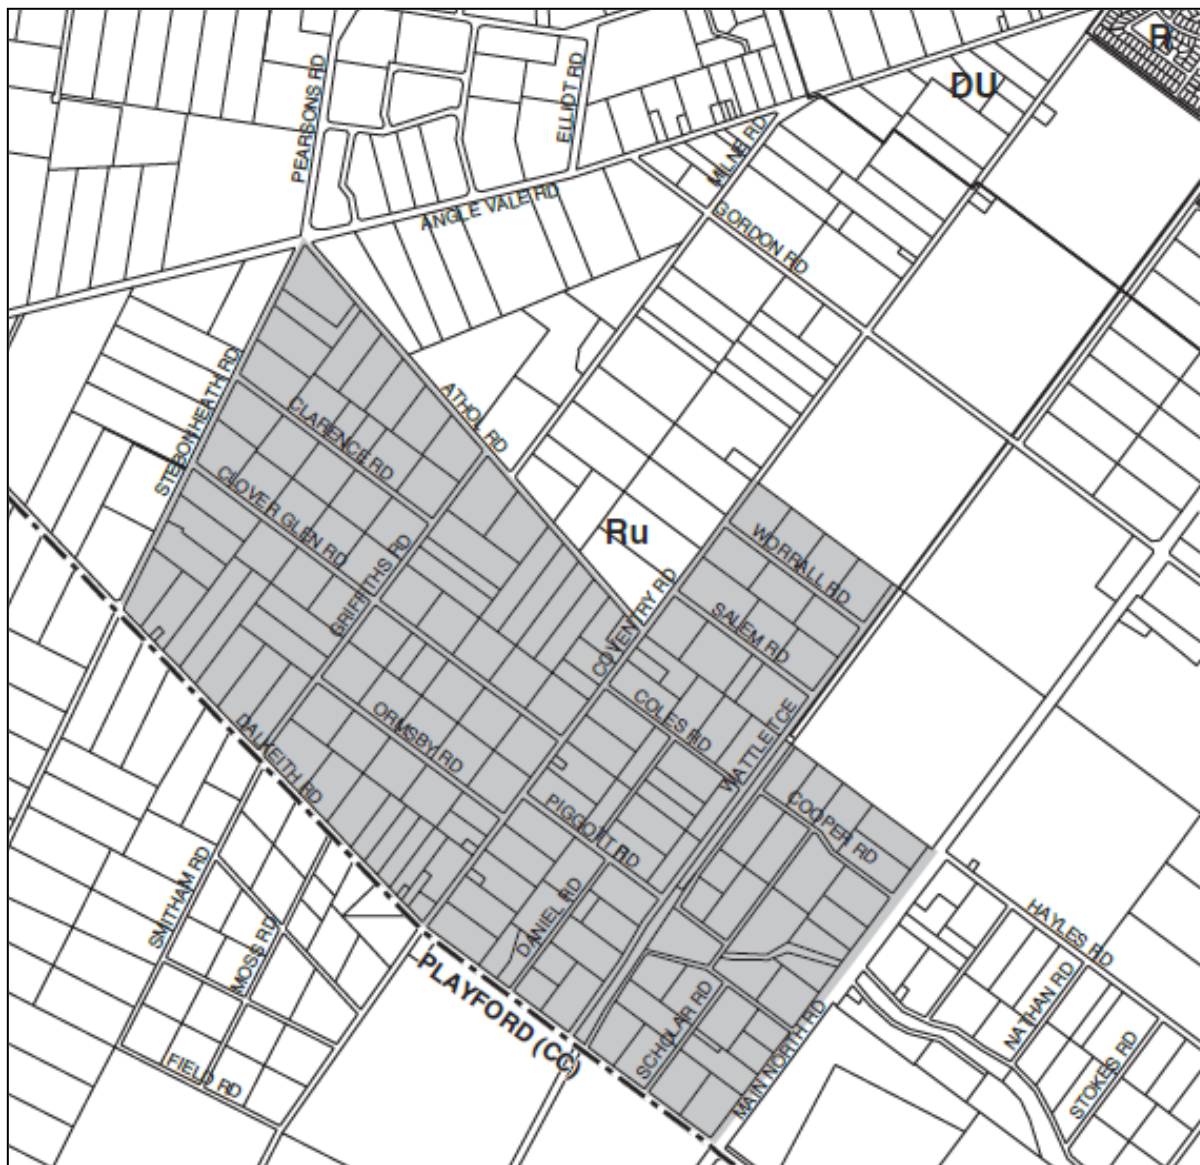 R
DU
PEARSONS RD
ELLIOT RD
MILNE RD
ANGLE VALE RD
GORDON RD
STEBONHEATH RD
ATHOL RD
CLARENCE RD
CLOVER GLEN RD
GRIFFITHS RD
Ru
WORRALL RD
COVENTRY RD
SALEM RD
COLES RD
WATTLE TCE
ORMSBY RD
DALKEITH RD
PIGGOTT RD
COOPER RD
SMITHAM RD
MOSS RD
DANIEL RD
HAYLES RD
PLAYFORD (CC)
NATHAN RD
SCHOLAR RD
MAIN NORTH RD
STOKES RD
FIELD RD